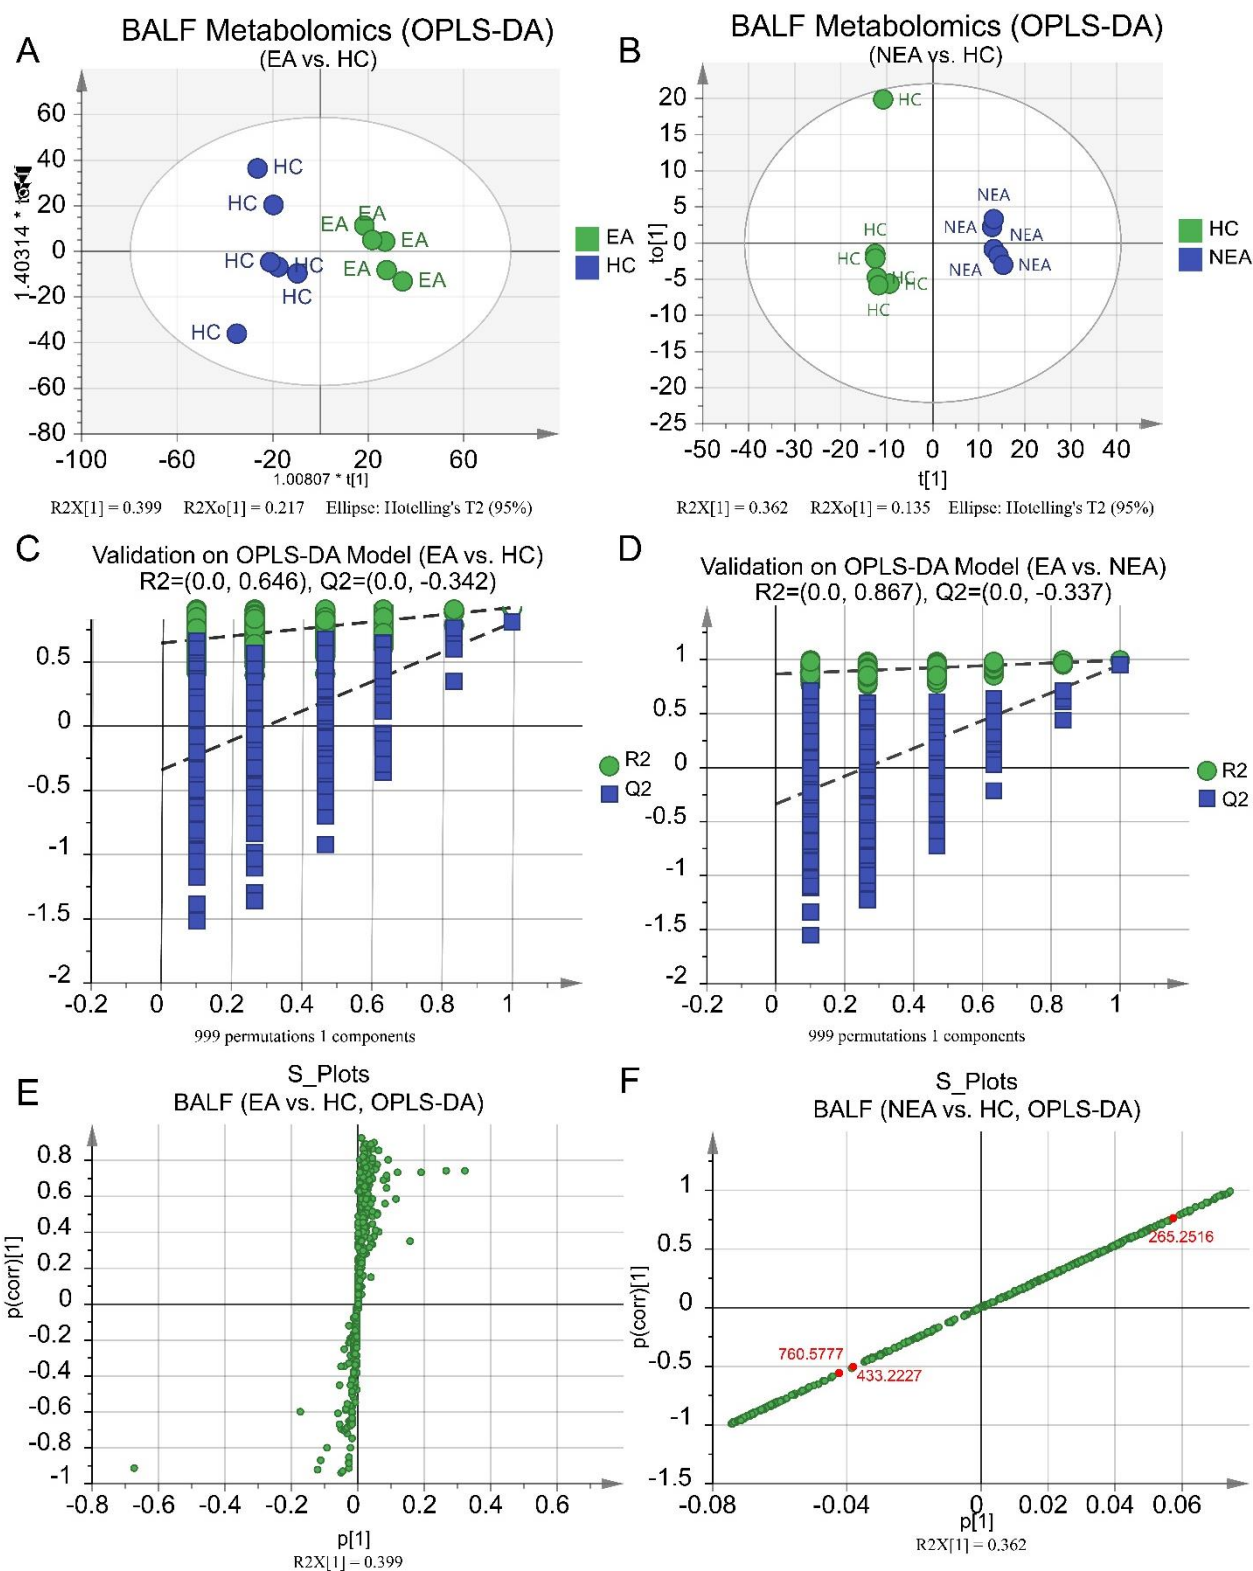 A
BALF Metabolomics (OPLS-DA)
(EA vs. HC)
60
40
20
0
-20
-40
-60
-80
1.40314 *
HC
HC
HC
HC
HC
HC
EA
EA
EA
EA
EA
-100
-60
-20
20
60
1.00807 * t[1]
EA
HC
R2X[1] = 0.399 R2Xo[1] = 0.217 Ellipse: Hotelling's T2 (95%)
B
BALF Metabolomics (OPLS-DA)
(NEA vs. HC)
20
15
10
5
0
-5
-10
-15
-20
-25
to[1]
HC
HC
HC
HC
HC
HC
NEA
NEA
NEA
NEA
NEA
-50 -40 -30 -20 -10 0 10 20 30 40
t[1]
HC
NEA
R2X[1] = 0.362 R2Xo[1] = 0.135 Ellipse: Hotelling's T2 (95%)
C
Validation on OPLS-DA Model (EA vs. HC)
R2=(0.0, 0.646), Q2=(0.0, -0.342)
0.5
0
-0.5
-1
-1.5
-2
-0.2 0 0.2 0.4 0.6 0.8 1
R2
Q2
999 permutations 1 components
D
Validation on OPLS-DA Model (EA vs. NEA)
R2=(0.0, 0.867), Q2=(0.0, -0.337)
1
0.5
0
-0.5
-1
-1.5
-2
-0.2 0 0.2 0.4 0.6 0.8 1
R2
Q2
999 permutations 1 components
E
S_Plots
BALF (EA vs. HC, OPLS-DA)
0.8
0.6
0.4
0.2
0
-0.2
-0.4
-0.6
-0.8
-1
p(corr)[1]
-0.8 -0.6 -0.4 -0.2 0 0.2 0.4 0.6
p[1]
R2X[1] = 0.399
F
S_Plots
BALF (NEA vs. HC, OPLS-DA)
1
0.5
0
-0.5
-1
-1.5
p(corr)[1]
265.2516
760.5777
433.2227
-0.08 -0.04 0 0.02 0.04 0.06
p[1]
R2X[1] = 0.362